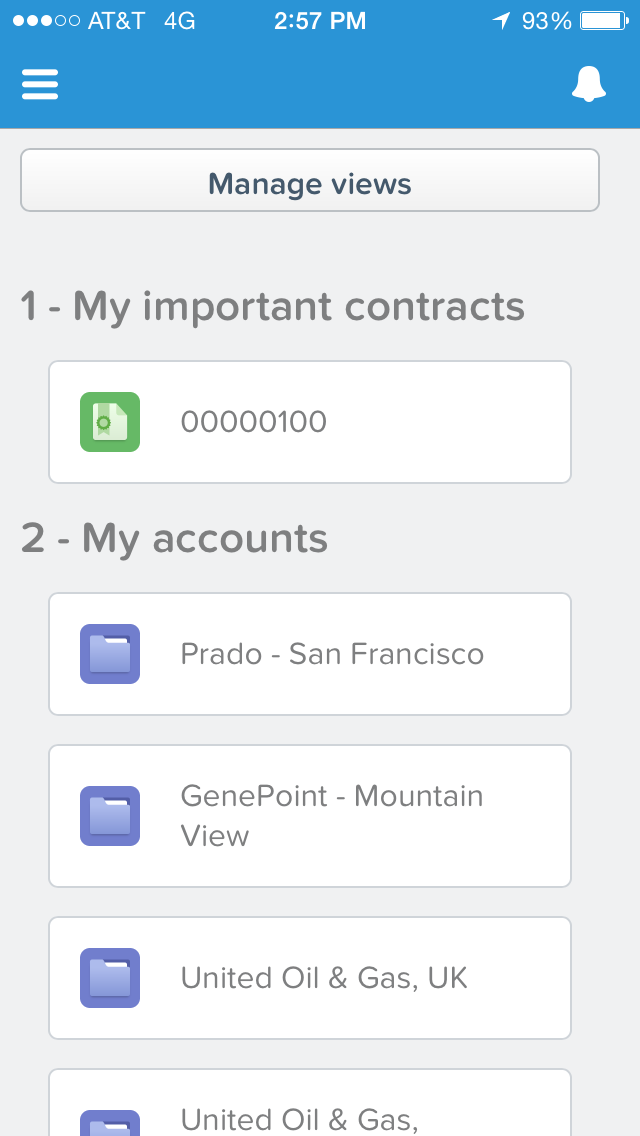 AT&T 4G 2:57 PM 93%
Manage views
1 - My important contracts
00000100
2 - My accounts
Prado - San Francisco
GenePoint - Mountain
View
United Oil & Gas, UK
United Oil & Gas,